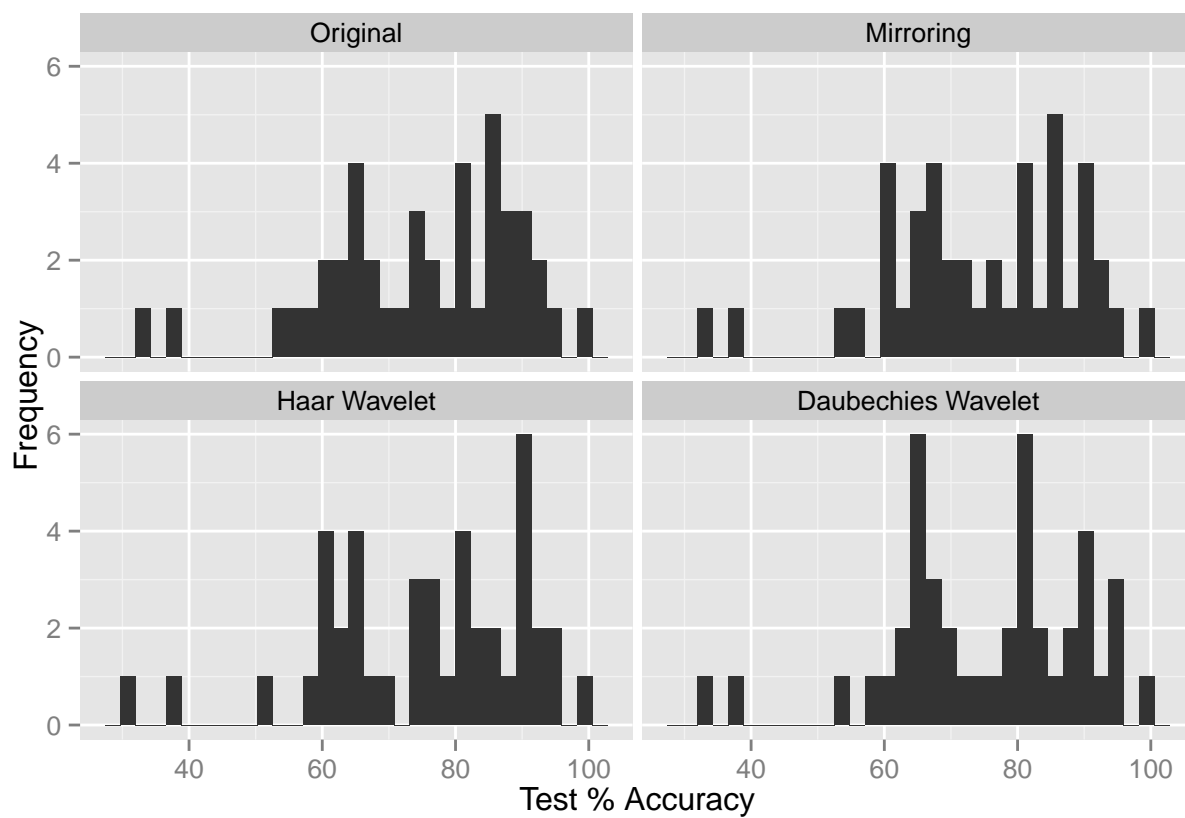 Original
Mirroring
6
4
2
0
Frequency
Haar Wavelet
Daubechies Wavelet
6
4
2
0
40 60 80 100
40 60 80 100
Test % Accuracy